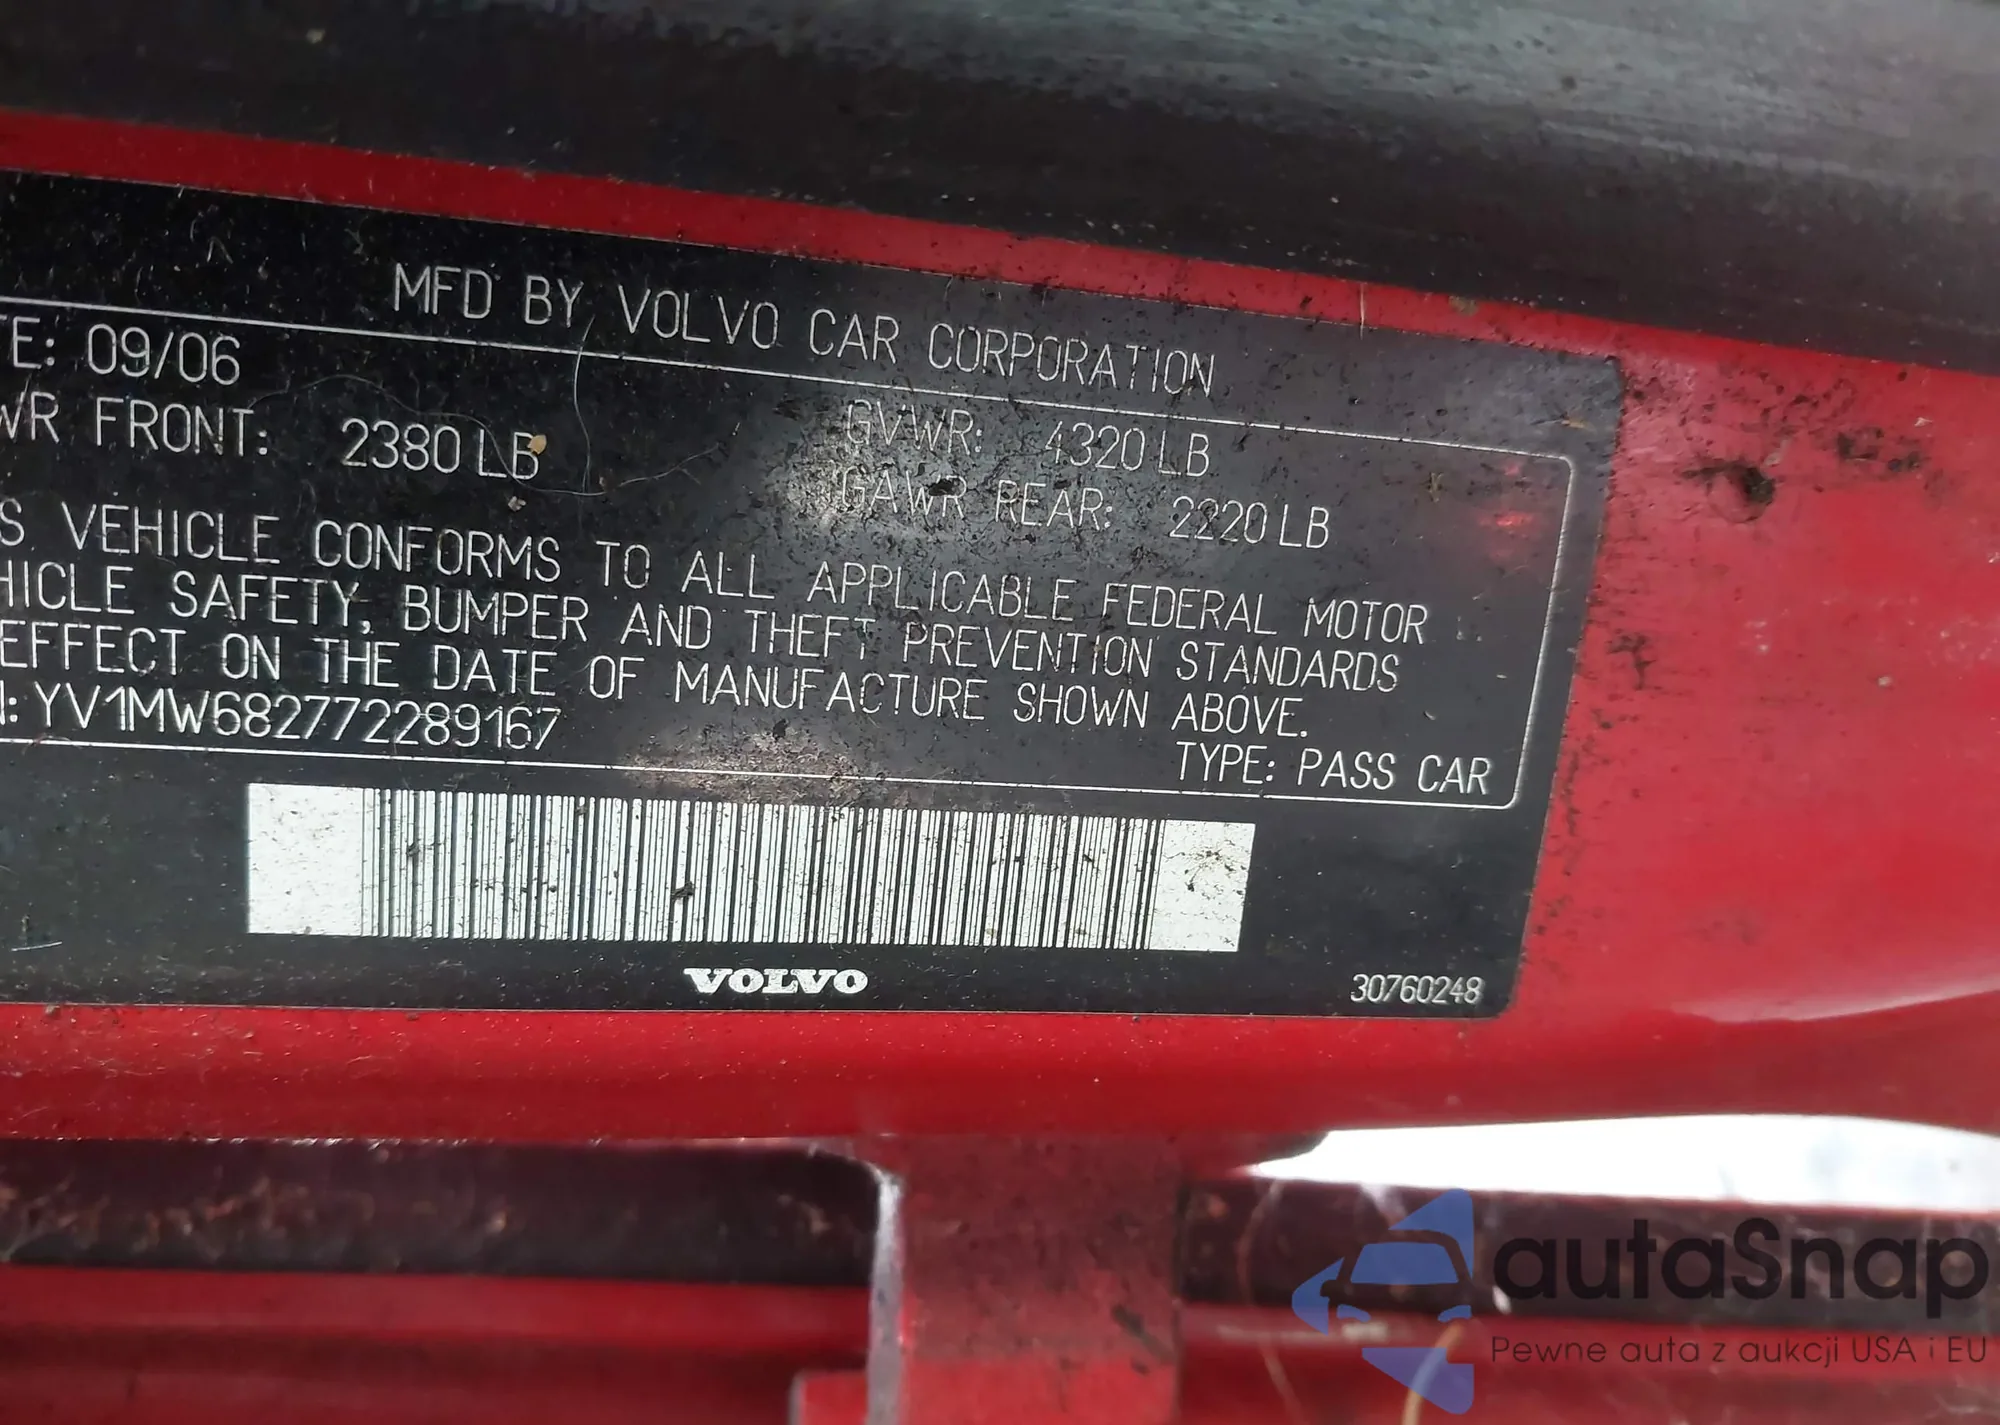 MFD BY VOLVO CAR CORPORATION
TE: 09/06
WR FRONT: 2380 LB GVWR: 4320 LB
GAWR REAR: 2220 LB
S VEHICLE CONFORMS TO ALL APPLICABLE FEDERAL MOTOR
HICLE SAFETY, BUMPER AND THEFT PREVENTION STANDARDS
EFFECT ON THE DATE OF MANUFACTURE SHOWN ABOVE.
N: YV1MW682772289167 TYPE: PASS CAR
VOLVO
30760248
autaSnap
Pewne auta z aukcji USA i EU